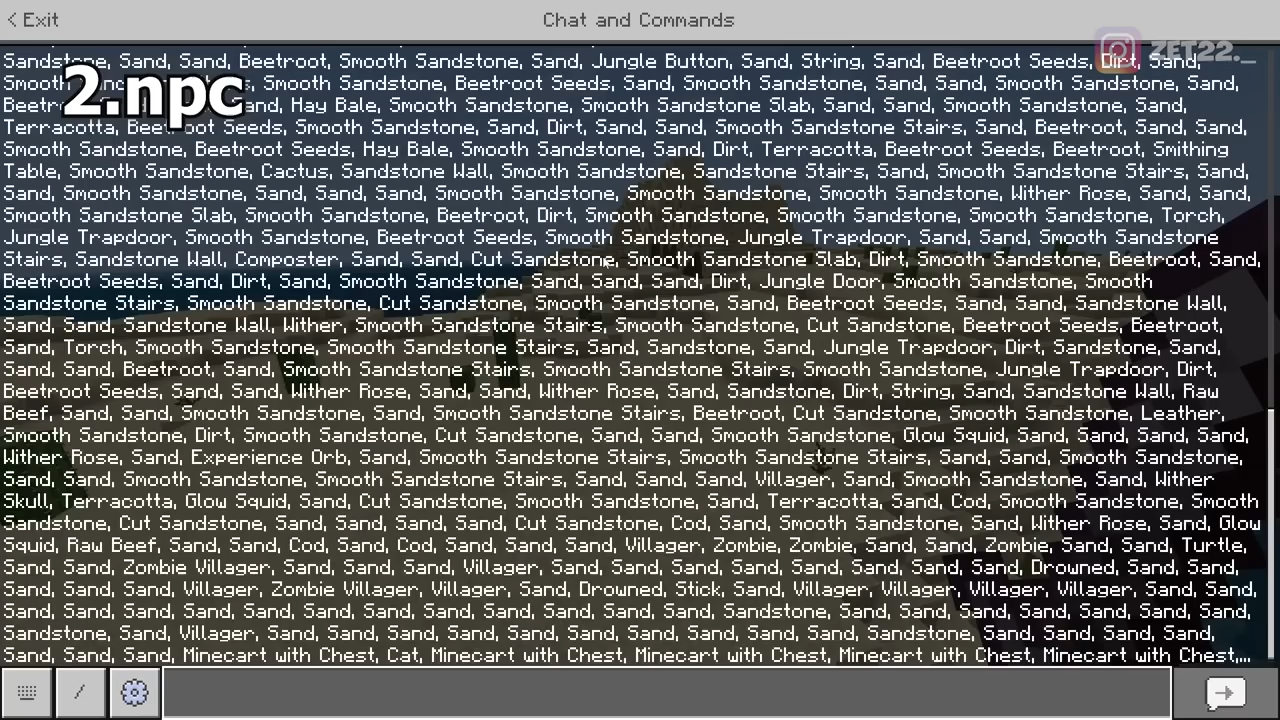 < Exit
Chat and Commands
ZET22._
2.npc
Sandstone, Sand, Sand, Beetroot, Smooth Sandstone, Sand, Jungle Button, Sand, String, Sand, Beetroot Seeds, Dirt, Sand,
Smooth Sandstone, Beetroot Seeds, Sand, Smooth Sandstone, Sand, Sand, Smooth Sandstone, Sand,
Beetr and, Hay Bale, Smooth Sandstone, Smooth Sandstone Slab, Sand, Smooth Sandstone, Sand,
Terracotta, Beetroot Seeds, Smooth Sandstone, Sand, Dirt, Sand, Sand, Smooth Sandstone Stairs, Sand, Beetroot, Sand, Sand,
Smooth Sandstone, Beetroot Seeds, Hay Bale, Smooth Sandstone, Sand, Dirt, Terracotta, Beetroot Seeds, Beetroot, Smithing
Table, Smooth Sandstone, Cactus, Sandstone Wall, Smooth Sandstone, Sandstone Stairs, Sand, Smooth Sandstone Stairs, Sand,
Sand, Smooth Sandstone, Sand, Sand, Sand, Smooth Sandstone, Smooth Sandstone, Smooth Sandstone, Wither Rose, Sand, Sand,
Smooth Sandstone Slab, Smooth Sandstone, Beetroot, Dirt, Smooth Sandstone, Smooth Sandstone, Smooth Sandstone, Torch,
Jungle Trapdoor, Smooth Sandstone, Beetroot Seeds, Smooth Sandstone, Jungle Trapdoor, Sand, Sand, Smooth Sandstone
Stairs, Sandstone Wall, Composter, Sand, Sand, Cut Sandstone, Smooth Sandstone Slab, Dirt, Smooth Sandstone, Beetroot, Sand,
Beetroot Seeds, Sand, Dirt, Sand, Smooth Sandstone, Sand, Sand, Sand, Dirt, Jungle Door, Smooth Sandstone, Smooth
Sandstone Stairs, Smooth Sandstone, Cut Sandstone, Smooth Sandstone, Sand, Beetroot Seeds, Sand, Sand, Sandstone Wall,
Sand, Sand, Sandstone Wall, Wither, Smooth Sandstone Stairs, Smooth Sandstone, Cut Sandstone, Beetroot Seeds, Beetroot,
Sand, Torch, Smooth Sandstone, Smooth Sandstone Stairs, Sand, Sandstone, Sand, Jungle Trapdoor, Dirt, Sandstone, Sand,
Sand, Sand, Beetroot, Sand, Smooth Sandstone Stairs, Smooth Sandstone Stairs, Smooth Sandstone, Jungle Trapdoor, Dirt,
Beetroot Seeds, Sand, Sand, Wither Rose, Sand, Sand, Wither Rose, Sand, Sandstone, Dirt, String, Sand, Sandstone Wall, Raw
Beef, Sand, Sand, Smooth Sandstone, Sand, Smooth Sandstone Stairs, Beetroot, Cut Sandstone, Smooth Sandstone, Leather,
Smooth Sandstone, Dirt, Smooth Sandstone, Cut Sandstone, Sand, Sand, Smooth Sandstone, Glow Squid, Sand, Sand, Sand, Sand,
Wither Rose, Sand, Experience Orb, Sand, Smooth Sandstone Stairs, Smooth Sandstone Stairs, Sand, Sand, Smooth Sandstone,
Sand, Sand, Smooth Sandstone, Smooth Sandstone Stairs, Sand, Sand, Sand, Villager, Sand, Smooth Sandstone, Sand, Wither
Skull, Terracotta, Glow Squid, Sand, Cut Sandstone, Smooth Sandstone, Sand, Terracotta, Sand, Cod, Smooth Sandstone, Smooth
Sandstone, Cut Sandstone, Sand, Sand, Sand, Sand, Cut Sandstone, Cod, Sand, Smooth Sandstone, Sand, Wither Rose, Sand, Glow
Squid, Raw Beef, Sand, Sand, Cod, Sand, Cod, Sand, Sand, Sand, Villager, Zombie, Zombie, Sand, Sand, Zombie, Sand, Sand, Turtle,
Sand, Sand, Zombie Villager, Sand, Sand, Villager, Sand, Sand, Sand, Sand, Sand, Sand, Sand, Sand, Drowned, Sand, Sand,
Sand, Sand, Sand, Villager, Zombie Villager, Villager, Sand, Drowned, Stick, Sand, Villager, Villager, Villager, Villager, Sand, Sand,
Sand, Sand, Sand, Sand, Sand, Sand, Sand, Sand, Sand, Sand, Sand, Sand, Sandstone, Sand, Sand, Sand, Sand, Sand, Sand, Sand,
Sandstone, Sand, Villager, Sand, Sand, Sand, Sand, Sand, Sand, Sand, Sand, Sand, Sand, Sandstone, Sand, Sand, Sand, Sand,
Sand, Sand, Sand, Minecart with Chest, Cat, Minecart with Chest, Minecart with Chest, Minecart with Chest, Minecart with Chest,...